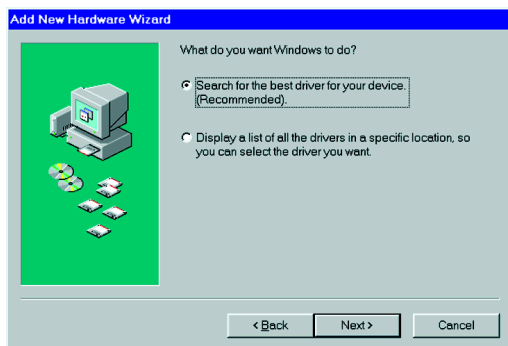 Add New Hardware Wizard
What do you want Windows to do?
Search for the best driver for your device.
(Recommended).
Display a list of all the drivers in a specific location, so
you can select the driver you want.
< Back
Next >
Cancel